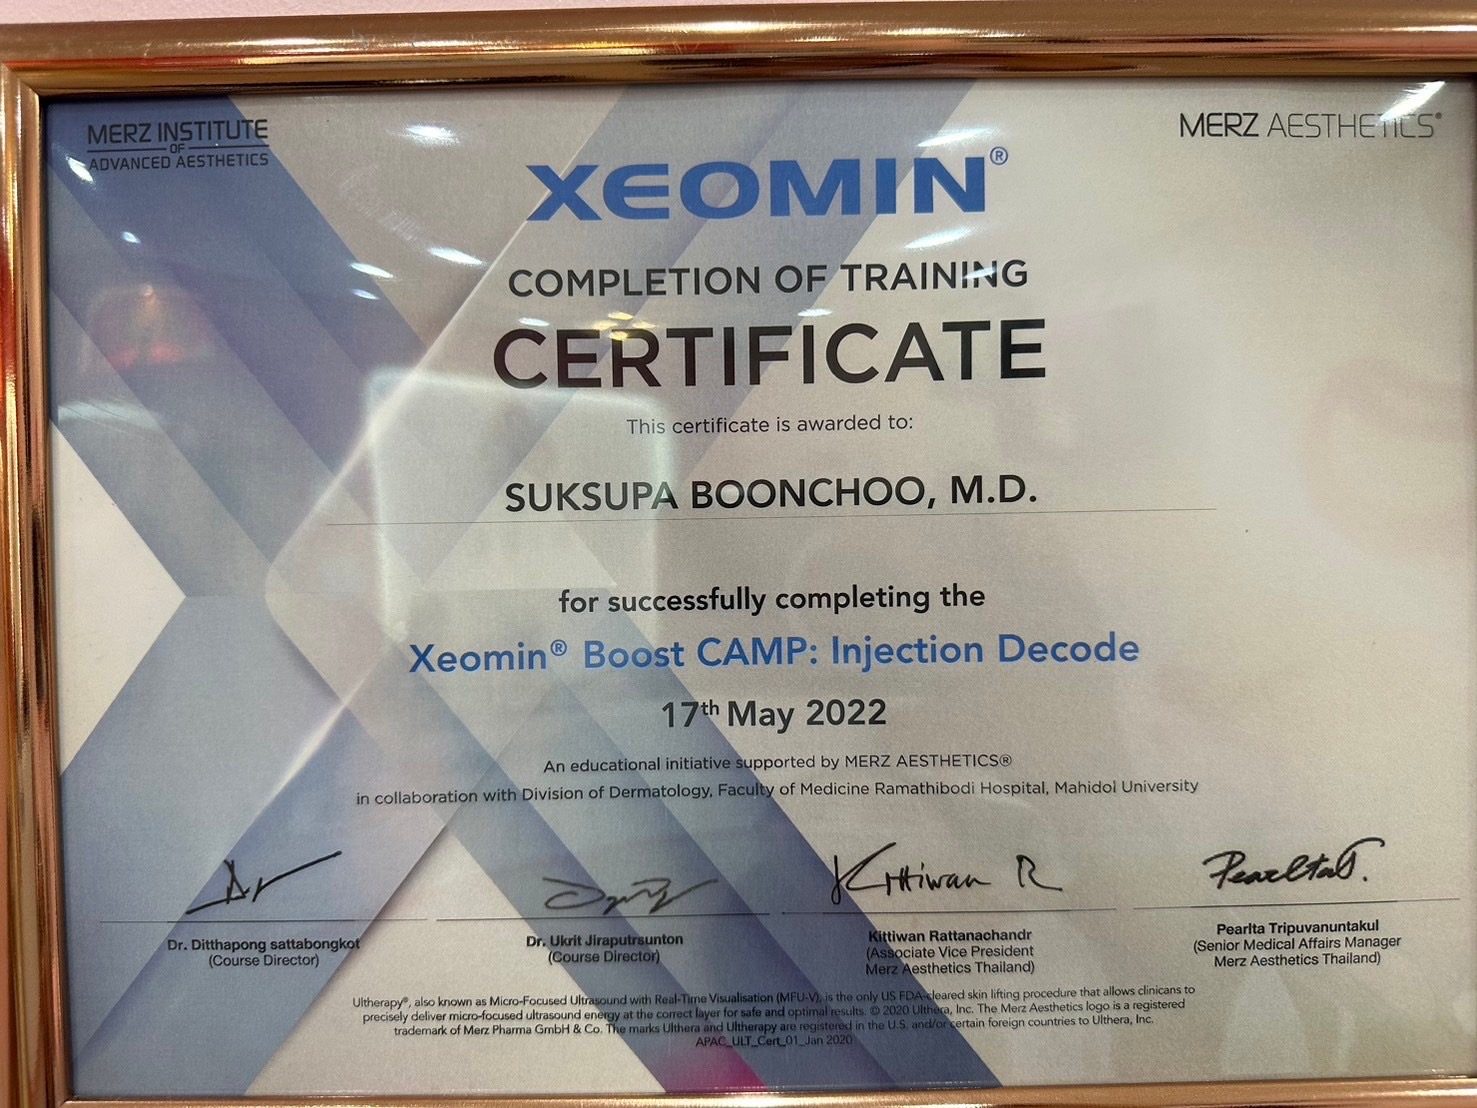 MERZ INSTITUTE
OF
ADVANCED AESTHETICS
MERZ AESTHETICS®
XEOMIN®
COMPLETION OF TRAINING
CERTIFICATE
This certificate is awarded to:
SUKSUPA BOONCHOO, M.D.
for successfully completing the
Xeomin® Boost CAMP: Injection Decode
17th May 2022
An educational initiative supported by MERZ AESTHETICS®
in collaboration with Division of Dermatology, Faculty of Medicine Ramathibodi Hospital, Mahidol University
Kittiwan R
Pearlta T.
Dr. Ditthapong sattabongkot
(Course Director)
Dr. Ukrit Jiraputrsunton
(Course Director)
Kittiwan Rattanachandr
(Associate Vice President
Merz Aesthetics Thailand)
Pearlta Tripuvanuntakul
(Senior Medical Affairs Manager
Merz Aesthetics Thailand)
Ultherapy®, also known as Micro-Focused Ultrasound with Real-Time Visualisation (MFU-V), is the only US FDA-cleared skin lifting procedure that allows clinicans to
precisely deliver micro-focused ultrasound energy at the correct layer for safe and optimal results. © 2020 Ulthera, Inc. The Merz Aesthetics logo is a registered
trademark of Merz Pharma GmbH & Co. The marks Ulthera and Ultherapy are registered in the U.S. and/or certain foreign countries to Ulthera, Inc.
APAC_ULT_Cert_01_Jan 2020